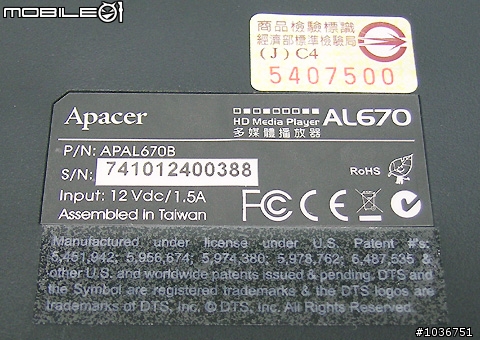 MOBILE01
商品檢驗標識
經濟部標準檢驗局
(J) C4
5407500
Apacer
HD Media Player AL670
多媒體播放器
P/N: APAL670B
S/N: 741012400388
RoHS
Input: 12 Vdc/1.5A
Assembled in Taiwan
FC CE
Manufactured under license under U.S. Patent #'s:
5,451,942; 5,956,674; 5,974,380; 5,978,762; 6,487,535 &
other U.S. and worldwide patents issued & pending. DTS and
the Symbol are registered trademarks & the DTS logos are
trademarks of DTS, Inc. © DTS, Inc. All Rights Reserved.
#1036751